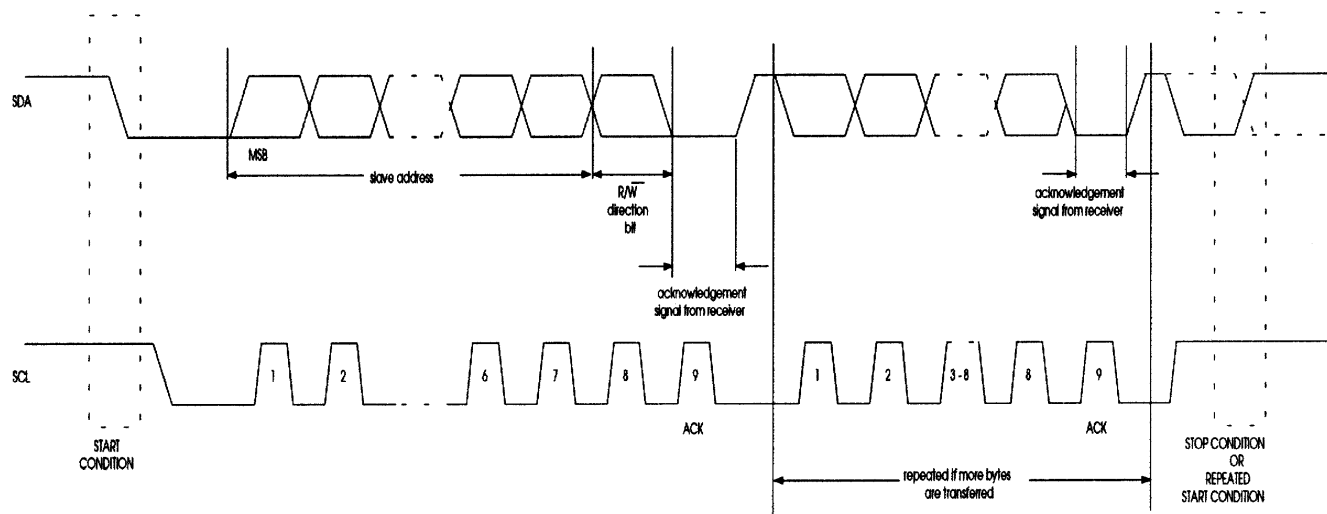 SDA
MSB
slave address
R/W
direction
bit
acknowledgement
signal from receiver
acknowledgement
signal from receiver
SCL
1
2
6
7
8
9
1
2
3-8
8
9
ACK
ACK
START
CONDITION
repeated if more bytes
are transferred
STOP CONDITION
OR
REPEATED
START CONDITION